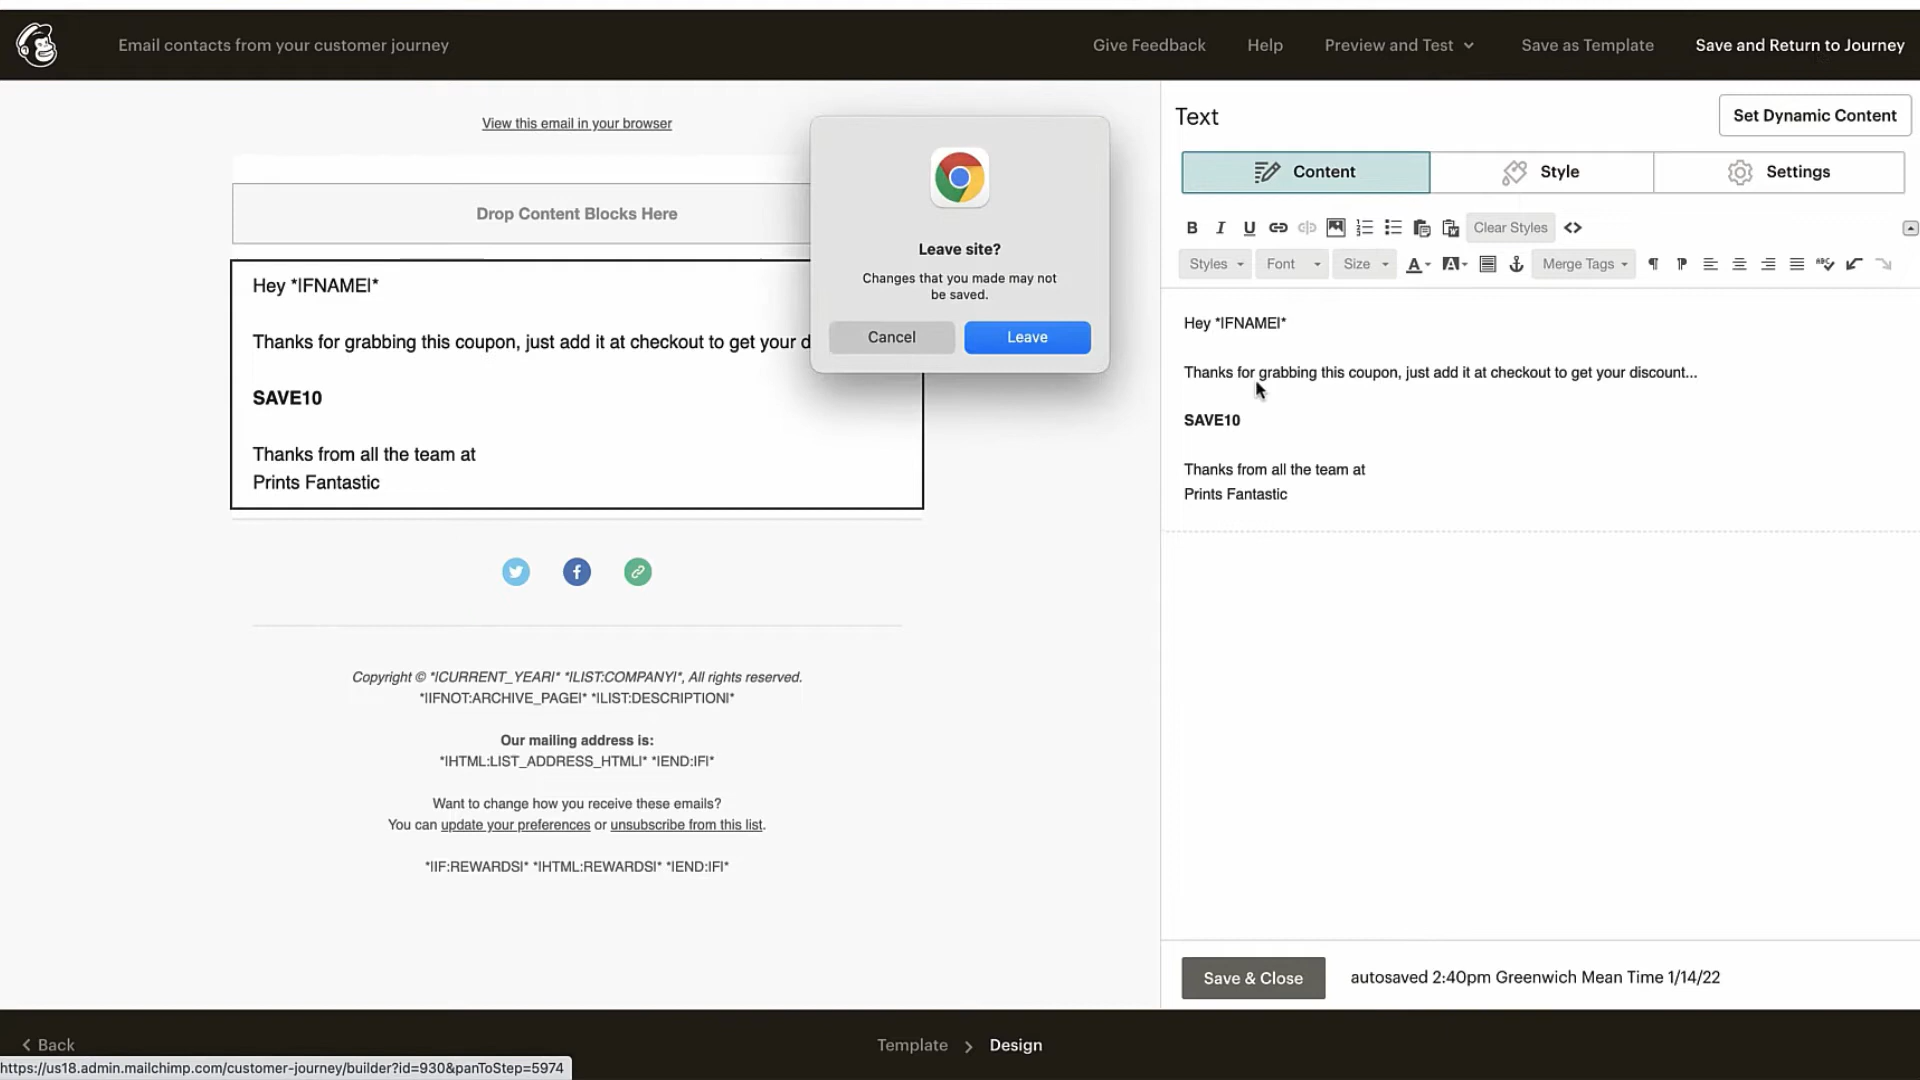 Email contacts from your customer journey
Give Feedback
Help
Preview and Test
Save as Template
Save and Return to Journey
View this email in your browser
Drop Content Blocks Here
Hey *|FNAME|*
Thanks for grabbing this coupon, just add it at checkout to get your d
SAVE10
Thanks from all the team at
Prints Fantastic
Copyright © *|CURRENT_YEAR|* *|LIST:COMPANY|*, All rights reserved.
*|IFNOT:ARCHIVE_PAGE|* *|LIST:DESCRIPTION|*
Our mailing address is:
*|HTML:LIST_ADDRESS_HTML|* *|END:IF|*
Want to change how you receive these emails?
You can update your preferences or unsubscribe from this list.
*|IF:REWARDS|* *|HTML:REWARDS|* *|END:IF|*
Leave site?
Changes that you made may not
be saved.
Cancel
Leave
Text
Set Dynamic Content
Content
Style
Settings
B I U
Clear Styles
Styles
Font
Size
A
A
Merge Tags
ABC
Hey *|FNAME|*
Thanks for grabbing this coupon, just add it at checkout to get your discount...
SAVE10
Thanks from all the team at
Prints Fantastic
Save & Close
autosaved 2:40pm Greenwich Mean Time 1/14/22
Back
Template
Design
https://us18.admin.mailchimp.com/customer-journey/builder?id=930&panToStep=5974